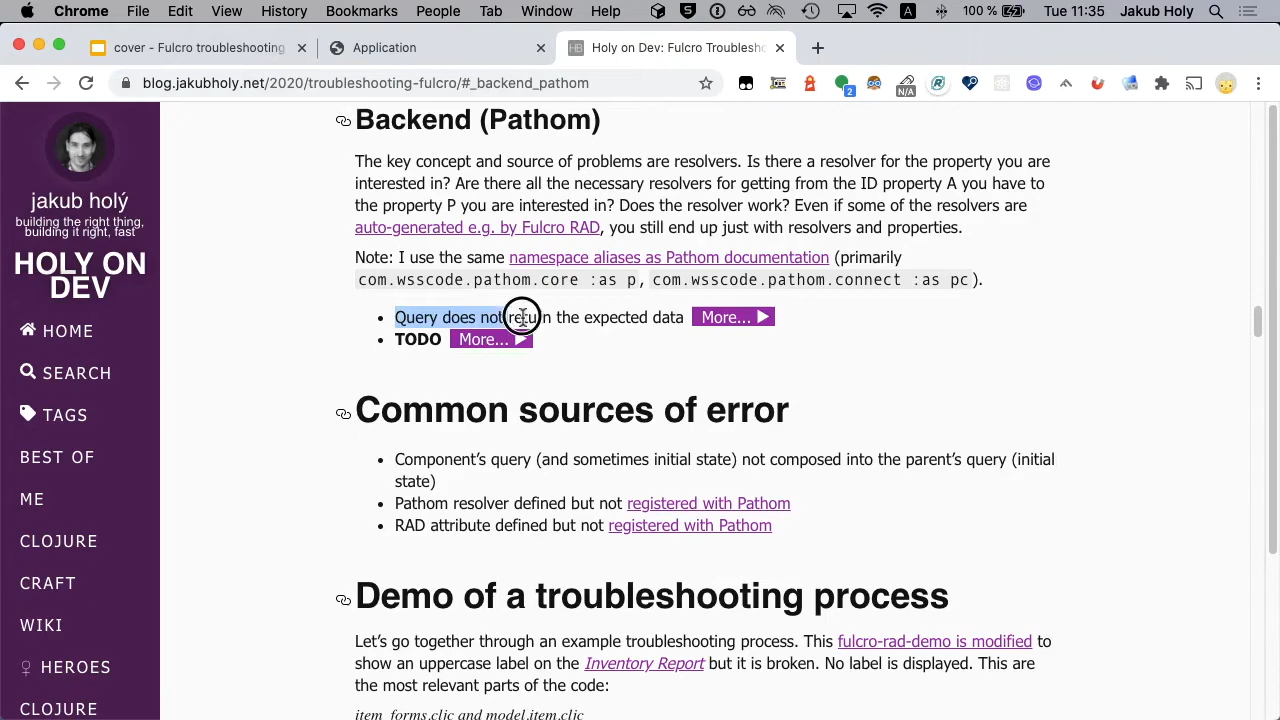 Chrome File Edit View History Bookmarks People Tab Window Help 100 % Tue 11:35 Jakub Holy
cover - Fulcro troubleshooting
Application
Holy on Dev: Fulcro Troublesh
blog.jakubholy.net/2020/troubleshooting-fulcro/#_backend_pathom
2
N/A
jakub holý
building the right thing,
building it right, fast
HOLY ON
DEV
HOME
SEARCH
TAGS
BEST OF
ME
CLOJURE
CRAFT
WIKI
HEROES
CLOJURE
Backend (Pathom)
The key concept and source of problems are resolvers. Is there a resolver for the property you are
interested in? Are there all the necessary resolvers for getting from the ID property A you have to
the property P you are interested in? Does the resolver work? Even if some of the resolvers are
auto-generated e.g. by Fulcro RAD, you still end up just with resolvers and properties.
Note: I use the same namespace aliases as Pathom documentation (primarily
com.wsscode.pathom.core :as p, com.wsscode.pathom.connect :as pc).
• Query does not return the expected data More... ▶
• TODO More... ▶
Common sources of error
• Component’s query (and sometimes initial state) not composed into the parent’s query (initial
state)
• Pathom resolver defined but not registered with Pathom
• RAD attribute defined but not registered with Pathom
Demo of a troubleshooting process
Let’s go together through an example troubleshooting process. This fulcro-rad-demo is modified to
show an uppercase label on the Inventory Report but it is broken. No label is displayed. This are
the most relevant parts of the code:
item_forms.cljc and model.item.cljc